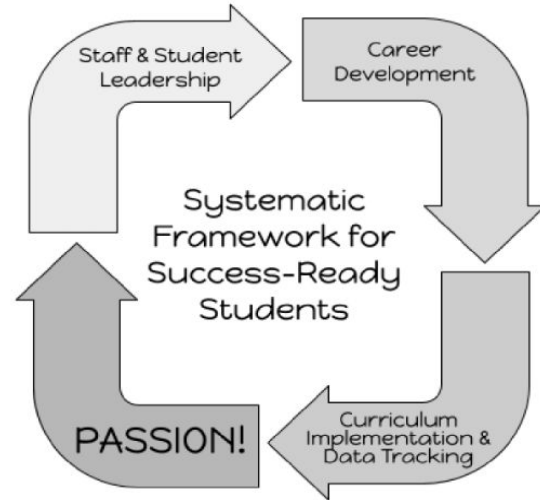 Staff & Student
Leadership
Career
Development
Systematic
Framework for
Success-Ready
Students
Curriculum
Implementation &
Data Tracking
PASSION!